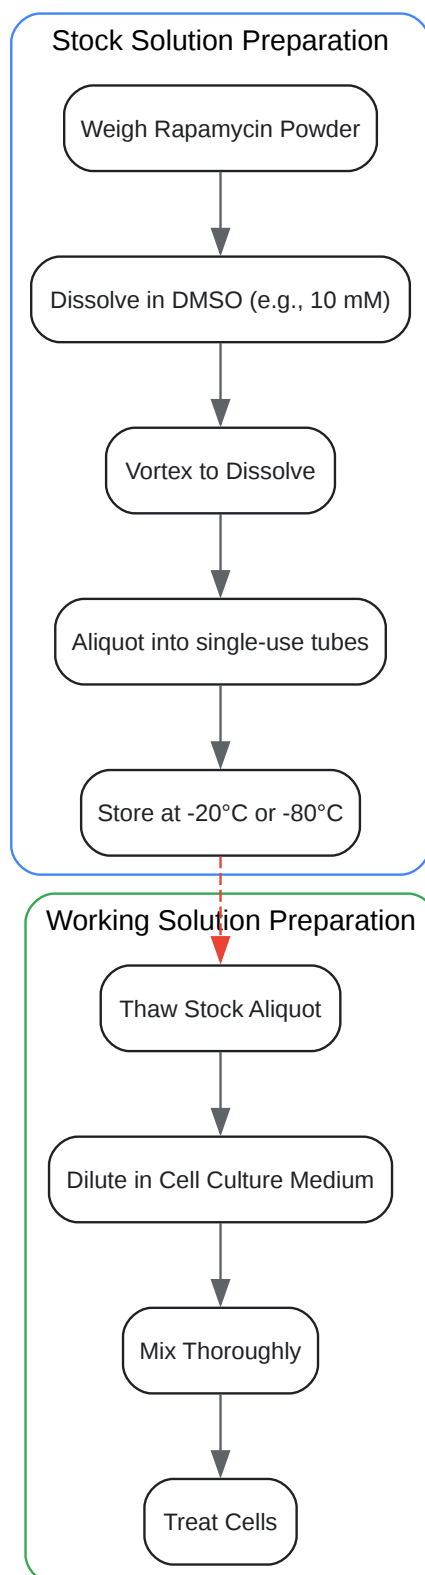 Stock Solution Preparation
Weigh Rapamycin Powder
Dissolve in DMSO (e.g., 10 mM)
Vortex to Dissolve
Aliquot into single-use tubes
Store at -20°C or -80°C
Working Solution Preparation
Thaw Stock Aliquot
Dilute in Cell Culture Medium
Mix Thoroughly
Treat Cells